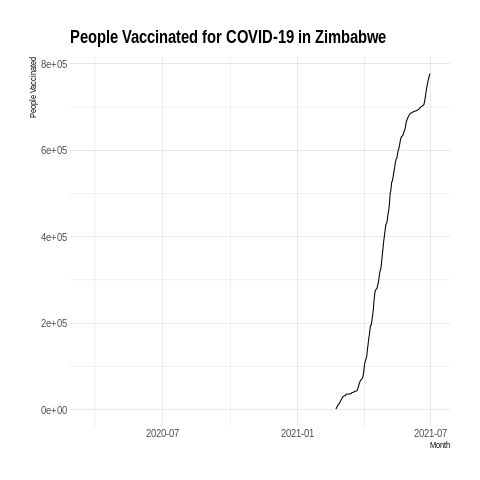 People Vaccinated for COVID-19 in Zimbabwe
People Vaccinated
8e+05
6e+05
4e+05
2e+05
0e+00
2020-07
2021-01
2021-07
Month